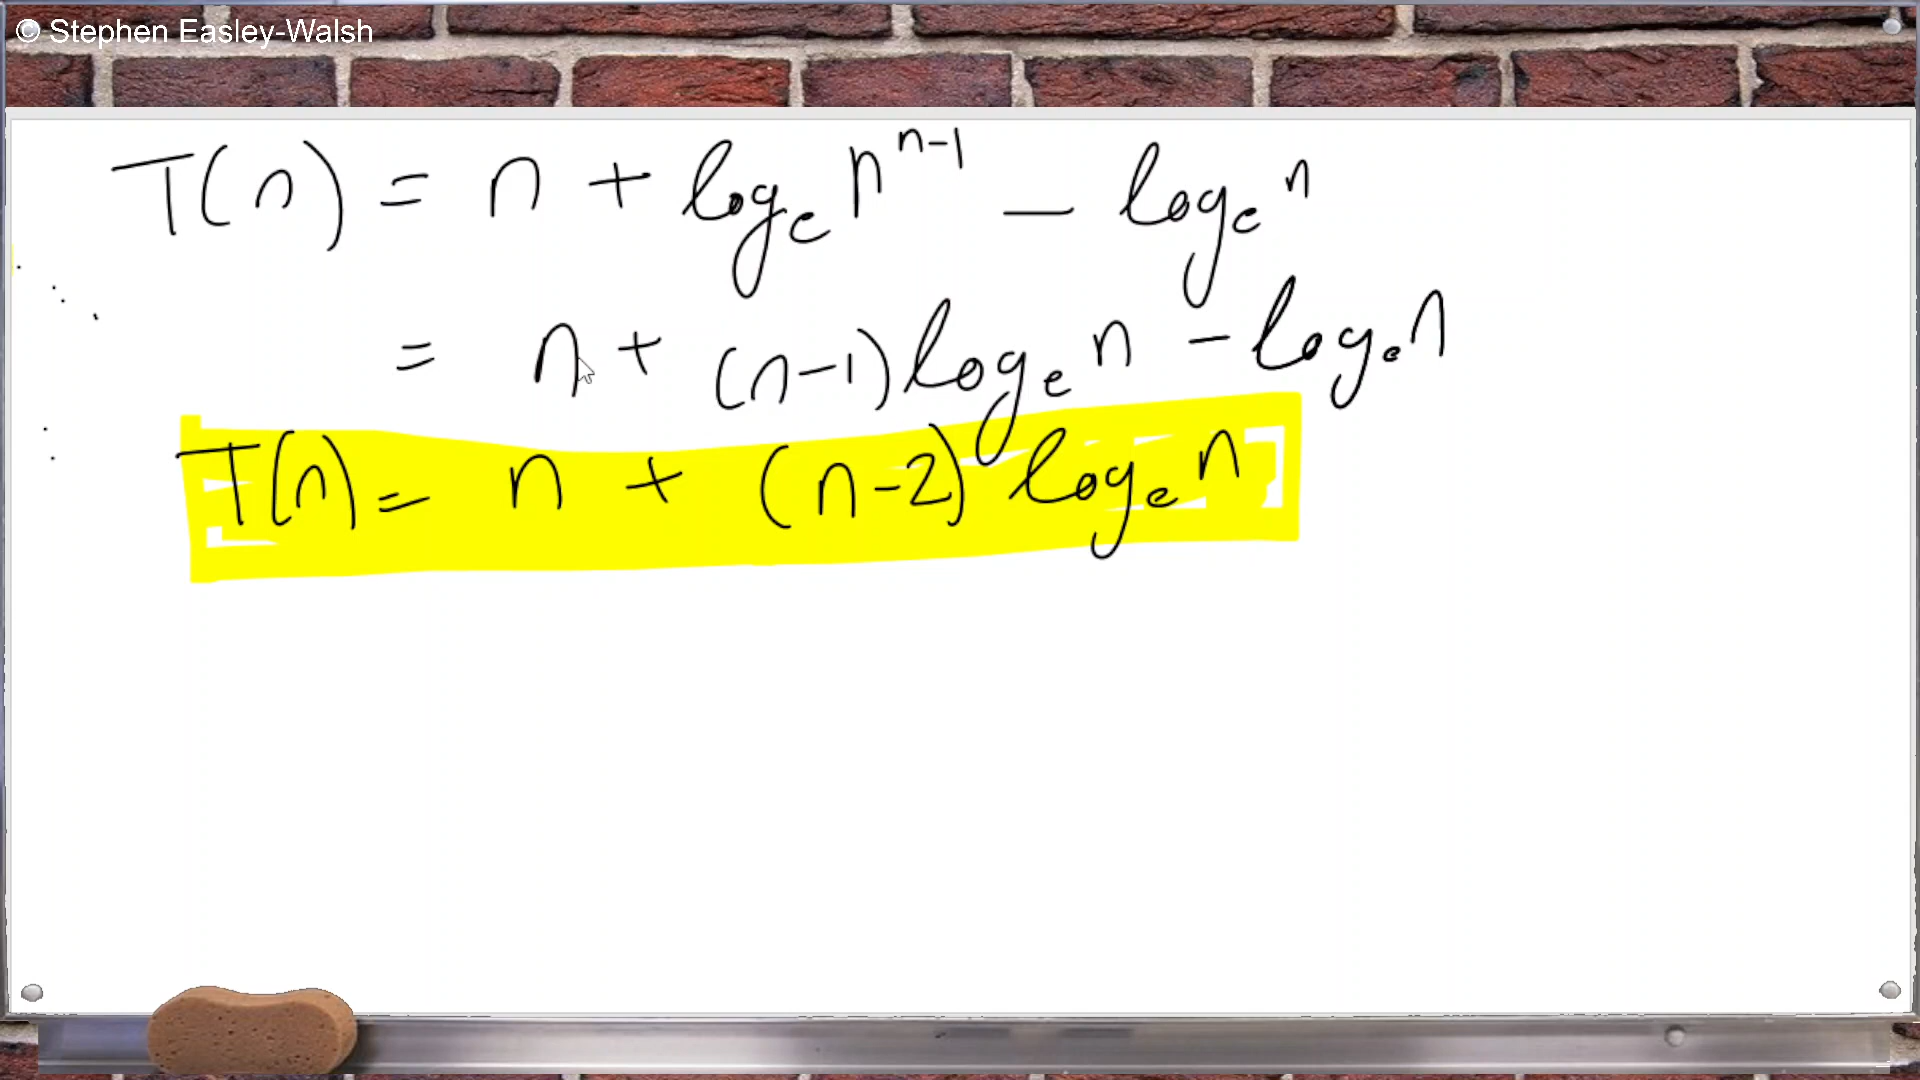 © Stephen Easley-Walsh
T(n) = n + log_e n^{n-1} - log_e n
= n + (n-1) log_e n - log_e n
T(n) = n + (n-2) log_e n